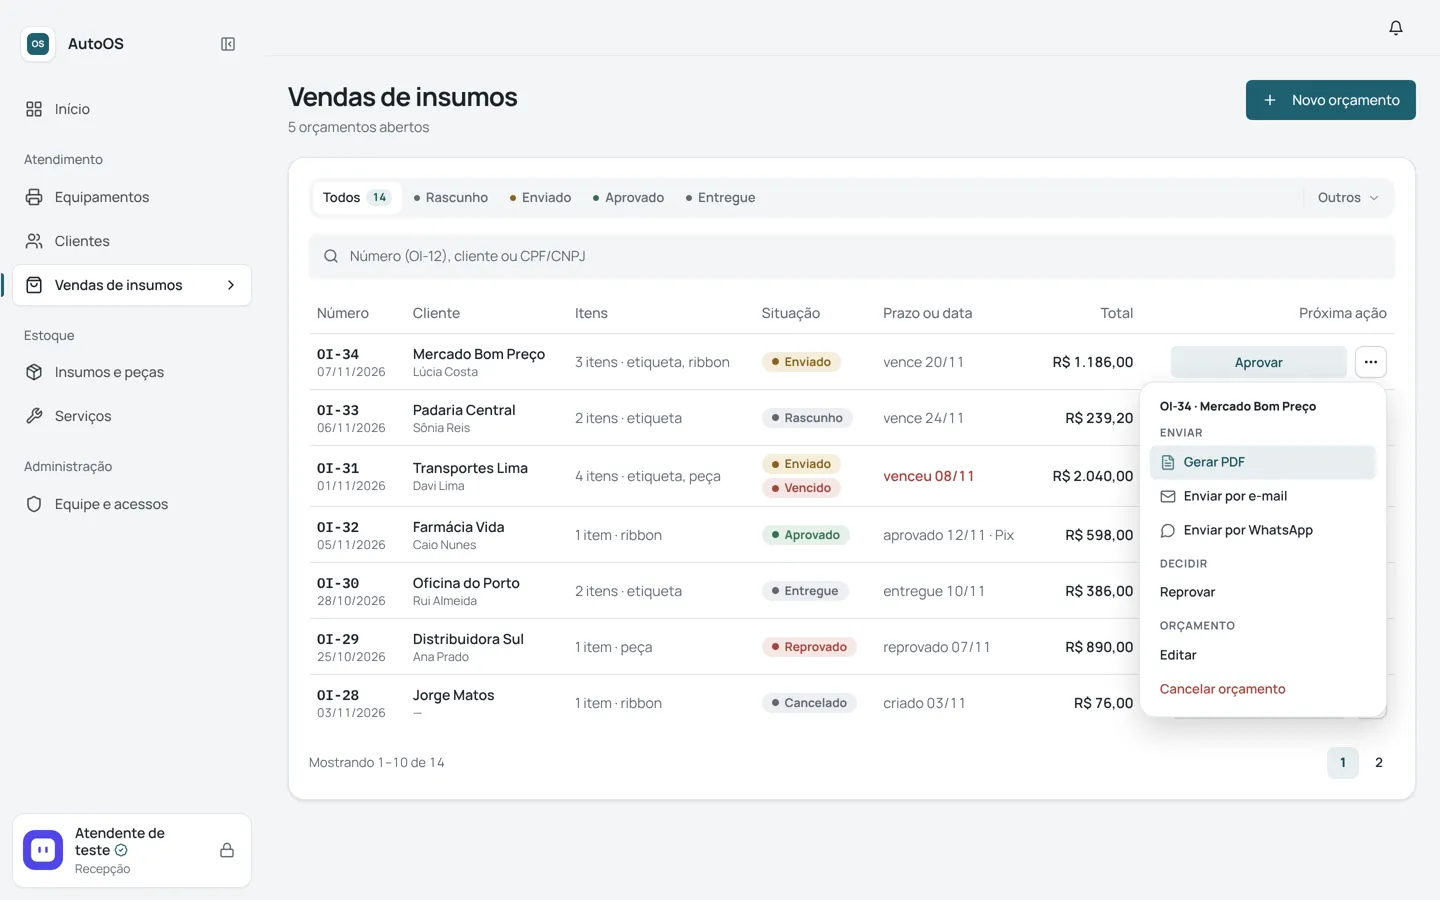 OS
AutoOS
Início
Atendimento
Equipamentos
Clientes
Vendas de insumos
Estoque
Insumos e peças
Serviços
Administração
Equipe e acessos
Atendente de
teste
Recepção
Vendas de insumos
5 orçamentos abertos
Novo orçamento
Todos 14 Rascunho Enviado Aprovado Entregue Outros
Número (OI-12), cliente ou CPF/CNPJ
Número Cliente Itens Situação Prazo ou data Total Próxima ação
OI-34 Mercado Bom Preço 3 itens · etiqueta, ribbon Enviado vence 20/11 R$ 1.186,00 Aprovar
07/11/2026 Lúcia Costa
OI-33 Padaria Central 2 itens · etiqueta Rascunho vence 24/11 R$ 239,20
06/11/2026 Sônia Reis
OI-31 Transportes Lima 4 itens · etiqueta, peça Enviado venceu 08/11 R$ 2.040,00
01/11/2026 Davi Lima Vencido
OI-32 Farmácia Vida 1 item · ribbon Aprovado aprovado 12/11 · Pix R$ 598,00
05/11/2026 Caio Nunes
OI-30 Oficina do Porto 2 itens · etiqueta Entregue entregue 10/11 R$ 386,00
28/10/2026 Rui Almeida
OI-29 Distribuidora Sul 1 item · peça Reprovado reprovado 07/11 R$ 890,00
25/10/2026 Ana Prado
OI-28 Jorge Matos 1 item · ribbon Cancelado criado 03/11 R$ 76,00
03/11/2026 —
OI-34 · Mercado Bom Preço
ENVIAR
Gerar PDF
Enviar por e-mail
Enviar por WhatsApp
DECIDIR
Reprovar
ORÇAMENTO
Editar
Cancelar orçamento
Mostrando 1–10 de 14
1 2